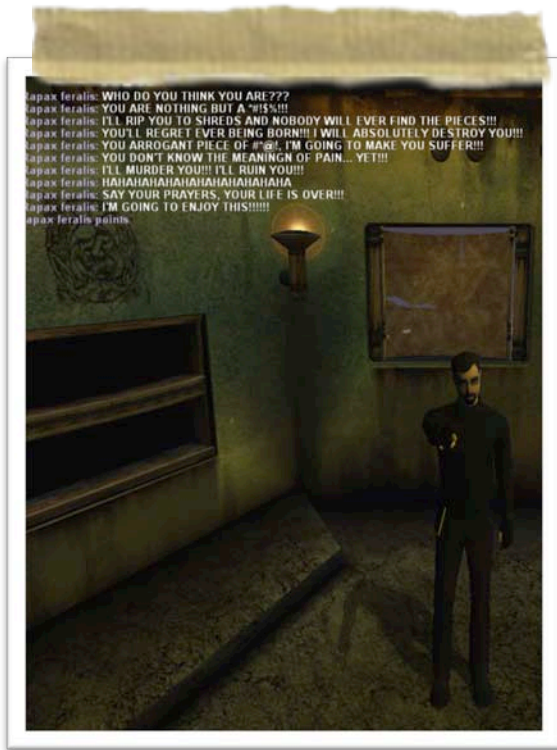 Rapax feralis: WHO DO YOU THINK YOU ARE???
Rapax feralis: YOU ARE NOTHING BUT A *#!$%!!!
Rapax feralis: I'LL RIP YOU TO SHREDS AND NOBODY WILL EVER FIND THE PIECES!!!
Rapax feralis: YOU'LL REGRET EVER BEING BORN!!! I WILL ABSOLUTELY DESTROY YOU!!!
Rapax feralis: YOU ARROGANT PIECE OF #*@!, I'M GOING TO MAKE YOU SUFFER!!!
Rapax feralis: YOU DON'T KNOW THE MEANINGN OF PAIN... YET!!!
Rapax feralis: I'LL MURDER YOU!!! I'LL RUIN YOU!!!
Rapax feralis: HAHAHAHAHAHAHAHAHAHAHA
Rapax feralis: SAY YOUR PRAYERS, YOUR LIFE IS OVER!!!
Rapax feralis: I'M GOING TO ENJOY THIS!!!!!!
apax feralis points